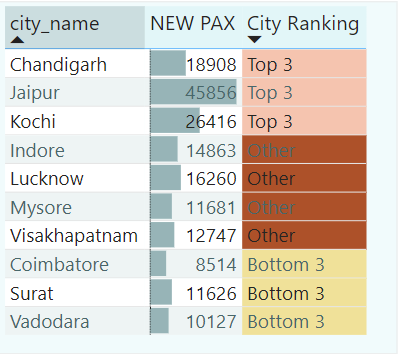 city_name NEW PAX City Ranking
Chandigarh 18908 Top 3
Jaipur 45856 Top 3
Kochi 26416 Top 3
Indore 14863 Other
Lucknow 16260 Other
Mysore 11681 Other
Visakhapatnam 12747 Other
Coimbatore 8514 Bottom 3
Surat 11626 Bottom 3
Vadodara 10127 Bottom 3